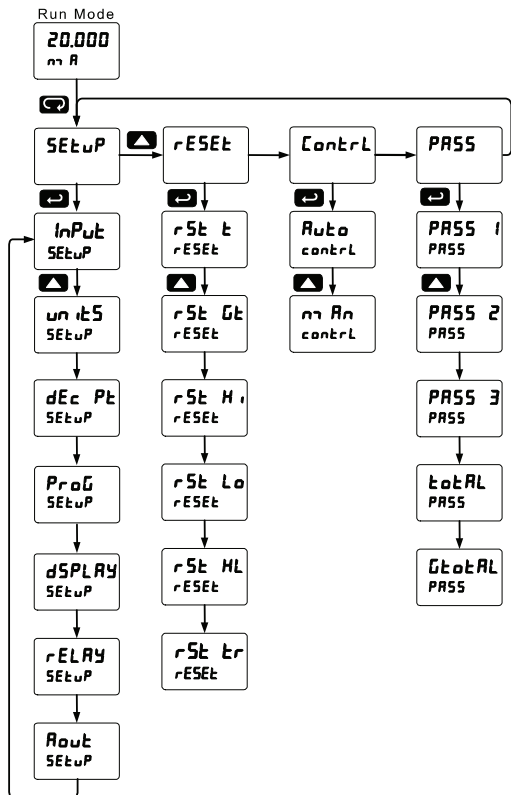 Run Mode
20.000
mA
SEtuP
rESEt
ContrL
PASS
InPut
SEtuP
rSt t
rESEt
Auto
contrL
PASS 1
PASS
unitS
SEtuP
rSt Gt
rESEt
mAn
contrL
PASS 2
PASS
dEc Pt
SEtuP
rSt Hi
rESEt
PASS 3
PASS
ProG
SEtuP
rSt Lo
rESEt
totAL
PASS
dSPLAY
SEtuP
rSt HL
rESEt
GtotAL
PASS
rELAY
SEtuP
rSt tr
rESEt
Aout
SEtuP